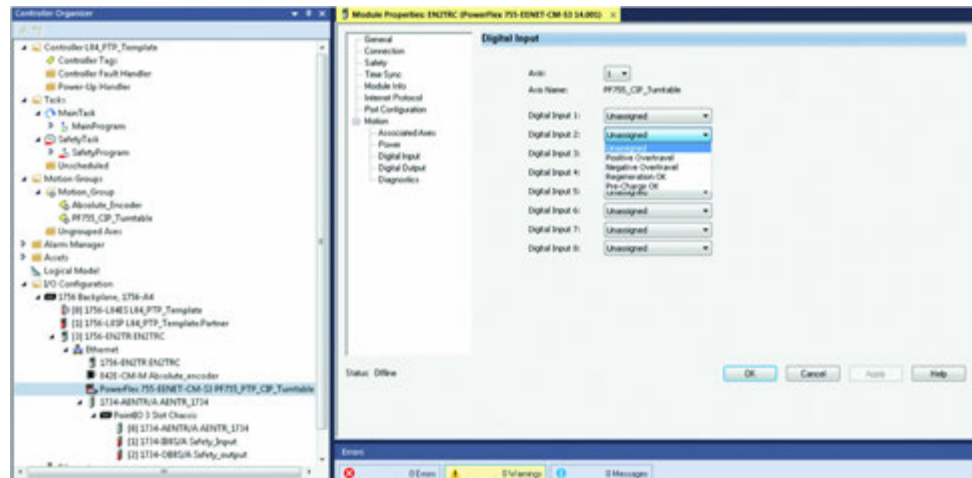 Controller Organizer
Controller L84_PTP_Template
Controller Tags
Controller Fault Handler
Power-Up Handler
Tasks
MainTask
MainProgram
SafetyTask
SafetyProgram
Unscheduled
Motion Groups
Motion_Group
Absolute_Encoder
PF755_CIP_Turntable
Ungrouped Axes
Alarm Manager
Assets
Logical Model
I/O Configuration
1756 Backplane, 1756-A4
[0] 1756-L84ES L84_PTP_Template
[1] 1756-L8SP L84_PTP_Template:Partner
[3] 1756-EN2TR EN2TRC
Ethernet
1756-EN2TR EN2TRC
842E-CM-M Absolute_encoder
PowerFlex 755-EENET-CM-S3 PF755_PTP_CIP_Turntable
1734-AENTR/A AENTR_1734
PointIO 3 Slot Chassis
[0] 1734-AENTR/A AENTR_1734
[1] 1734-IB8S/A Safety_Input
[2] 1734-OB8S/A Safety_output
Module Properties: EN2TRC (PowerFlex 755-EENET-CM-S3 14.001)
General
Connection
Safety
Time Sync
Module Info
Internet Protocol
Port Configuration
Motion
Associated Axes
Power
Digital Input
Digital Output
Diagnostics
Digital Input
Axis: 1
Axis Name: PF755_CIP_Turntable
Digital Input 1: Unassigned
Digital Input 2: Unassigned
Unassigned
Positive Overtravel
Negative Overtravel
Regeneration OK
Pre-Charge OK
Digital Input 3:
Digital Input 4:
Digital Input 5: Unassigned
Digital Input 6: Unassigned
Digital Input 7: Unassigned
Digital Input 8: Unassigned
Status: Offline
OK Cancel Apply Help
Errors
0 Errors 0 Warnings 0 Messages